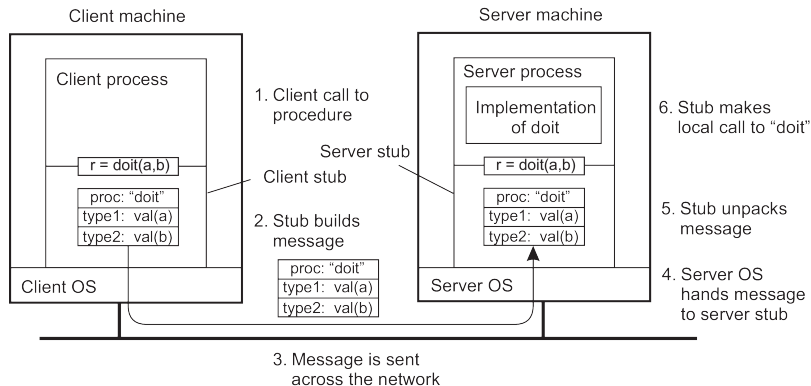 Client machine
Server machine
Client process
1. Client call to
procedure
Server process
Implementation
of doit
6. Stub makes
local call to “doit”
Server stub
r = doit(a,b)
r = doit(a,b)
Client stub
proc: “doit”
type1: val(a)
type2: val(b)
2. Stub builds
message
proc: “doit”
type1: val(a)
type2: val(b)
proc: “doit”
type1: val(a)
type2: val(b)
5. Stub unpacks
message
Client OS
Server OS
4. Server OS
hands message
to server stub
3. Message is sent
across the network